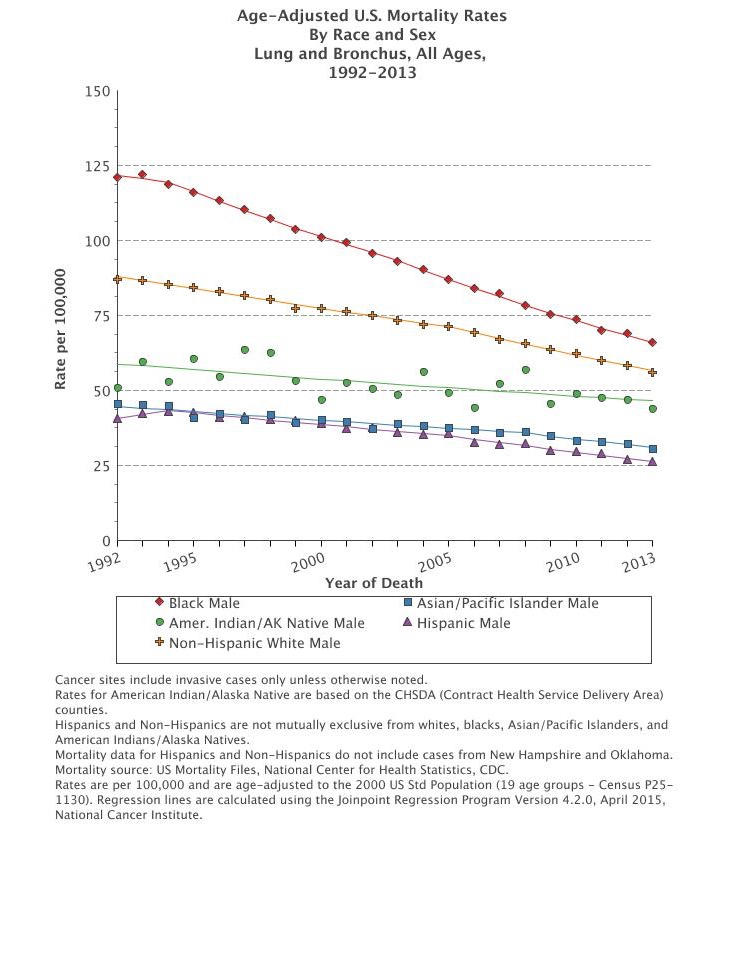 Age-Adjusted U.S. Mortality Rates
By Race and Sex
Lung and Bronchus, All Ages,
1992-2013
150
125
100
75
50
25
0
Rate per 100,000
1992
1995
2000
2005
2010
2013
Year of Death
Black Male
Asian/Pacific Islander Male
Amer. Indian/AK Native Male
Hispanic Male
Non-Hispanic White Male
Cancer sites include invasive cases only unless otherwise noted.
Rates for American Indian/Alaska Native are based on the CHSDA (Contract Health Service Delivery Area)
counties.
Hispanics and Non-Hispanics are not mutually exclusive from whites, blacks, Asian/Pacific Islanders, and
American Indians/Alaska Natives.
Mortality data for Hispanics and Non-Hispanics do not include cases from New Hampshire and Oklahoma.
Mortality source: US Mortality Files, National Center for Health Statistics, CDC.
Rates are per 100,000 and are age-adjusted to the 2000 US Std Population (19 age groups - Census P25-
1130). Regression lines are calculated using the Joinpoint Regression Program Version 4.2.0, April 2015,
National Cancer Institute.